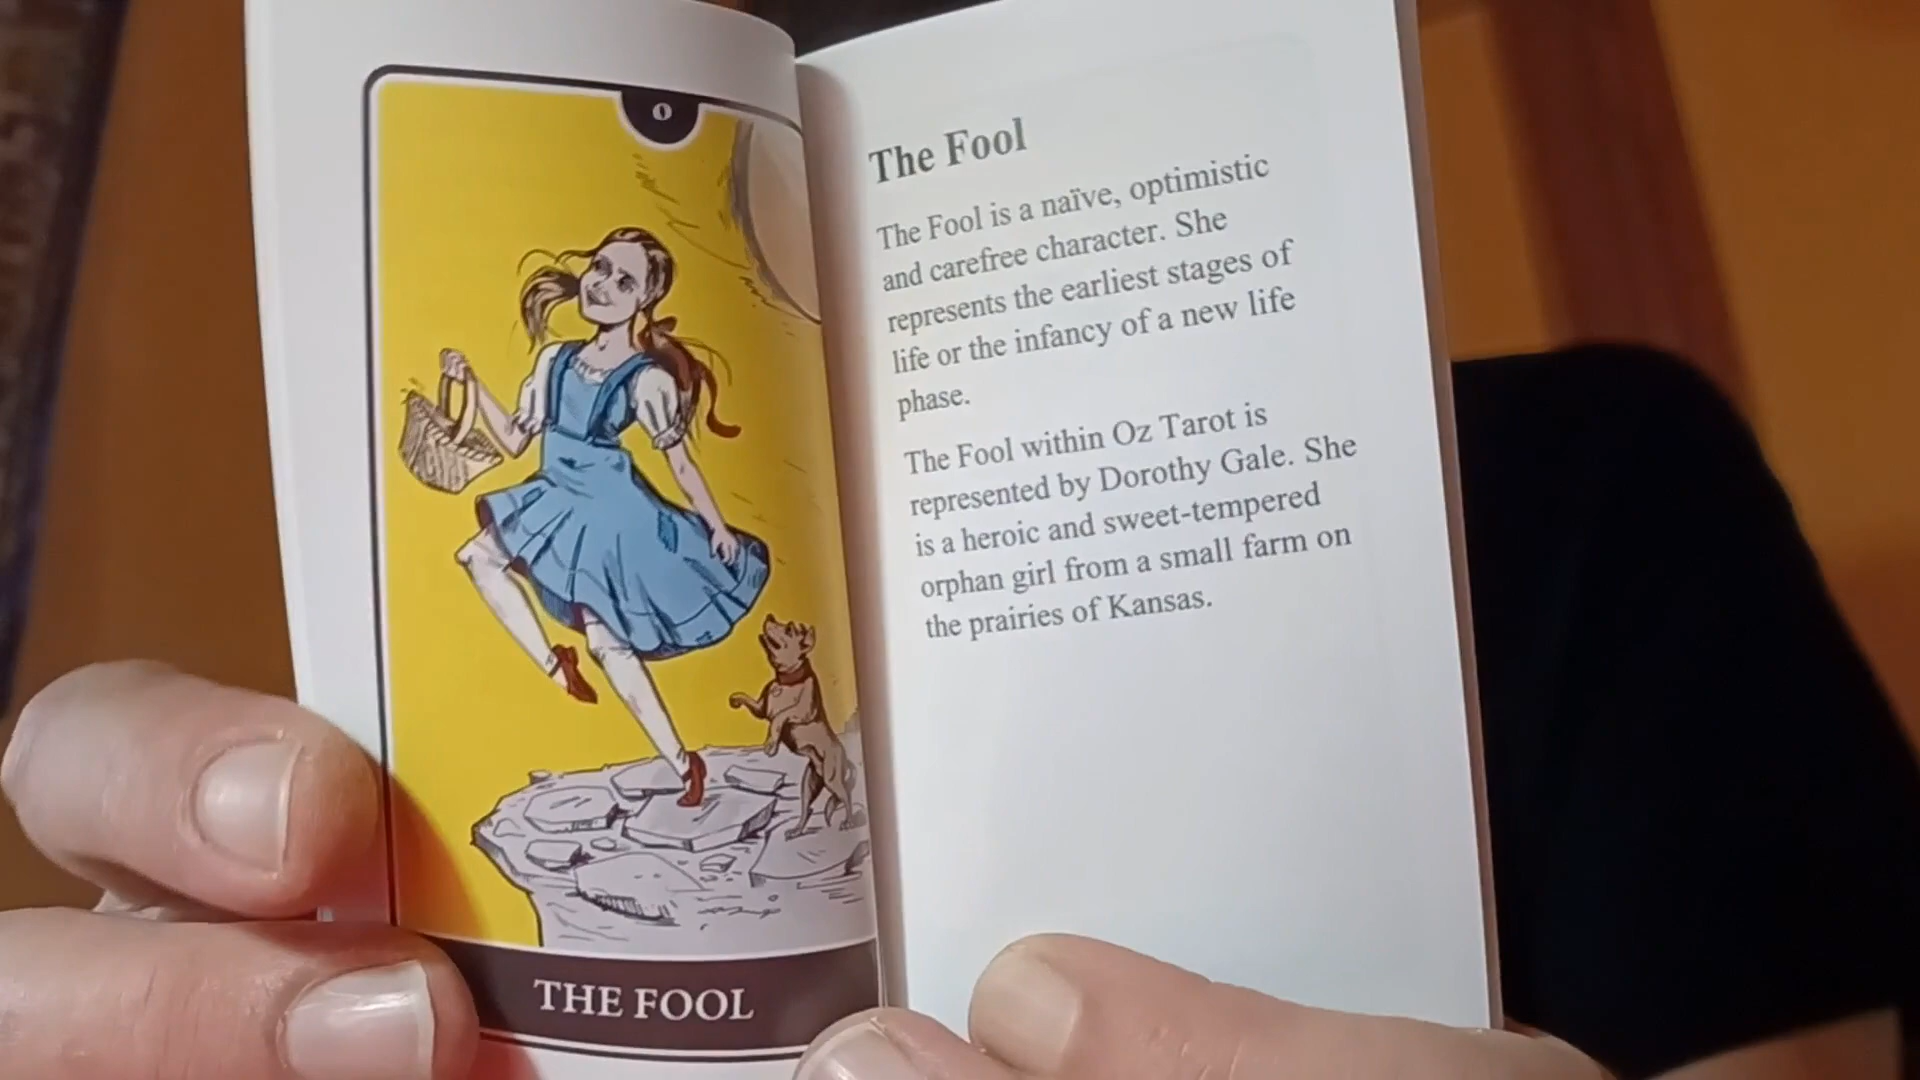 0
THE FOOL
The Fool
The Fool is a naïve, optimistic
and carefree character. She
represents the earliest stages of
life or the infancy of a new life
phase.
The Fool within Oz Tarot is
represented by Dorothy Gale. She
is a heroic and sweet-tempered
orphan girl from a small farm on
the prairies of Kansas.